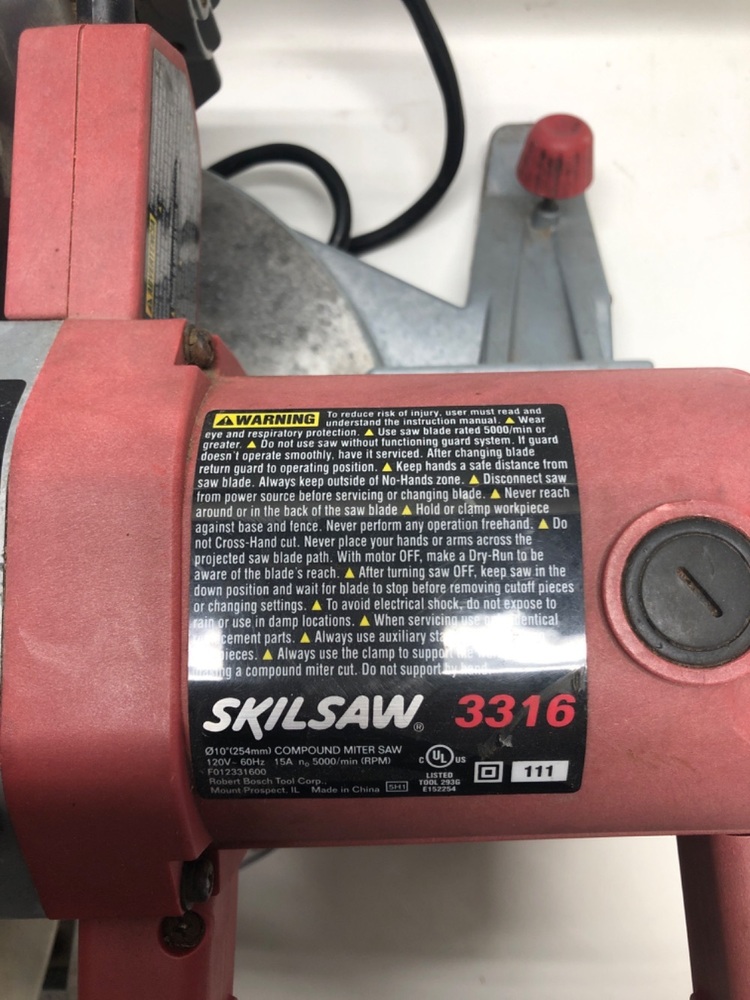 WARNING To reduce risk of injury, user must read and
understand the instruction manual. ▲ Wear
eye and respiratory protection. ▲ Use saw blade rated 5000/min or
greater. ▲ Do not use saw without functioning guard system. If guard
doesn't operate smoothly, have it serviced. After changing blade
return guard to operating position. ▲ Keep hands a safe distance from
saw blade. Always keep outside of No-Hands zone. ▲ Disconnect saw
from power source before servicing or changing blade. ▲ Never reach
around or in the back of the saw blade ▲ Hold or clamp workpiece
against base and fence. Never perform any operation freehand. ▲ Do
not Cross-Hand cut. Never place your hands or arms across the
projected saw blade path. With motor OFF, make a Dry-Run to be
aware of the blade's reach. ▲ After turning saw OFF, keep saw in the
down position and wait for blade to stop before removing cutoff pieces
or changing settings. ▲ To avoid electrical shock, do not expose to
rain or use in damp locations. ▲ When servicing use
parts. ▲ Always use auxiliary
▲ Always use the clamp to support the
a compound miter cut. Do not support by hand
SKILSAW® 3316
Ø10"(254mm) COMPOUND MITER SAW
120V~ 60Hz 15A n₀ 5000/min (RPM)
F012331600
Robert Bosch Tool Corp.,
Mount Prospect, IL Made in China 5H1
C UL US
LISTED
TOOL 293G
E152254
111